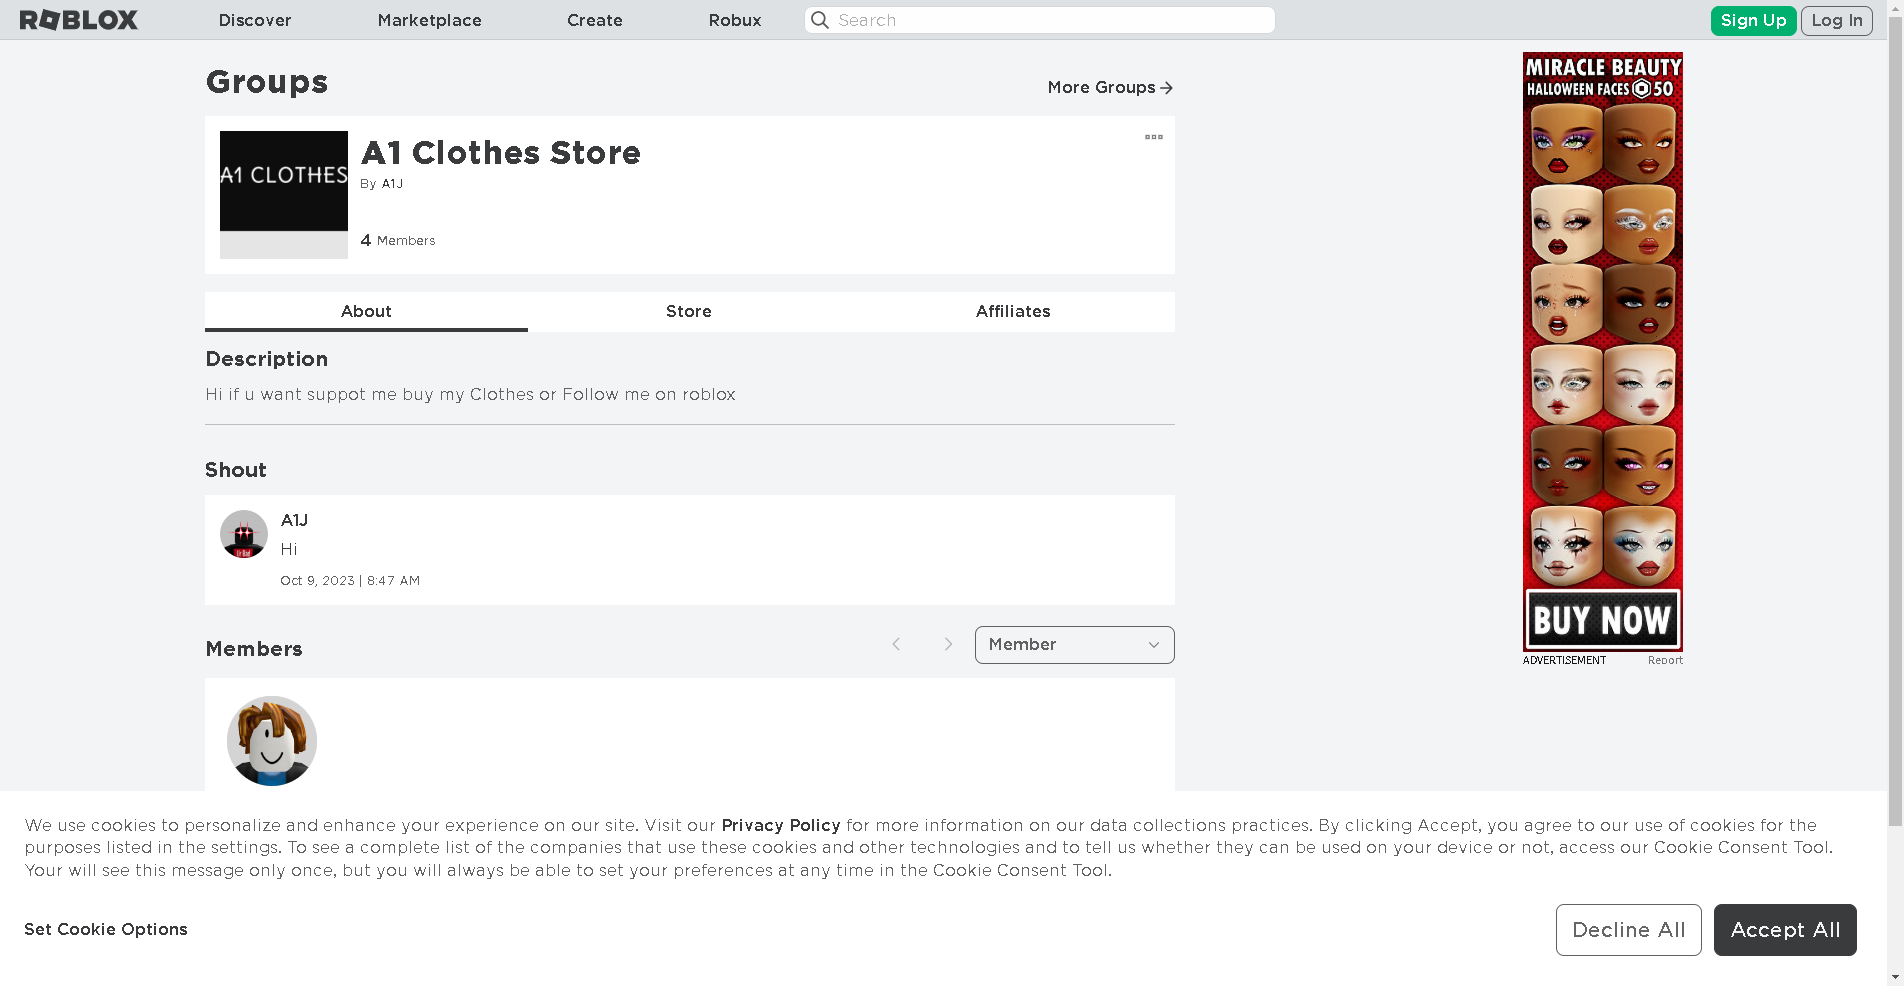 ROBLOX
Discover
Marketplace
Create
Robux
Search
Sign Up
Log In
Groups
More Groups
A1 CLOTHES
A1 Clothes Store
By A1J
4 Members
About
Store
Affiliates
Description
Hi if u want suppot me buy my Clothes or Follow me on roblox
Shout
A1J
Hi
Oct 9, 2023 | 8:47 AM
Members
Member
MIRACLE BEAUTY
HALLOWEEN FACES 50
BUY NOW
ADVERTISEMENT
Report
We use cookies to personalize and enhance your experience on our site. Visit our Privacy Policy for more information on our data collections practices. By clicking Accept, you agree to our use of cookies for the
purposes listed in the settings. To see a complete list of the companies that use these cookies and other technologies and to tell us whether they can be used on your device or not, access our Cookie Consent Tool.
Your will see this message only once, but you will always be able to set your preferences at any time in the Cookie Consent Tool.
Set Cookie Options
Decline All
Accept All